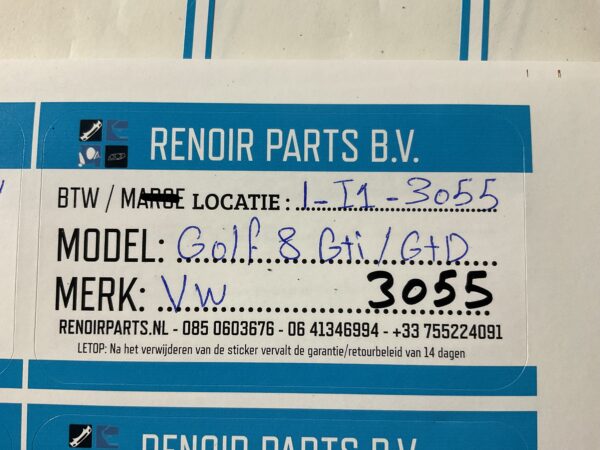 RENOIR PARTS B.V.
BTW / MARGE LOCATIE : I-I1-3055
MODEL: Golf 8 Gti / GtD
MERK: VW 3055
RENOIRPARTS.NL - 085 0603676 - 06 41346994 - +33 755224091
LETOP: Na het verwijderen van de sticker vervalt de garantie/retourbeleid van 14 dagen
RENOIR PARTS B.V.